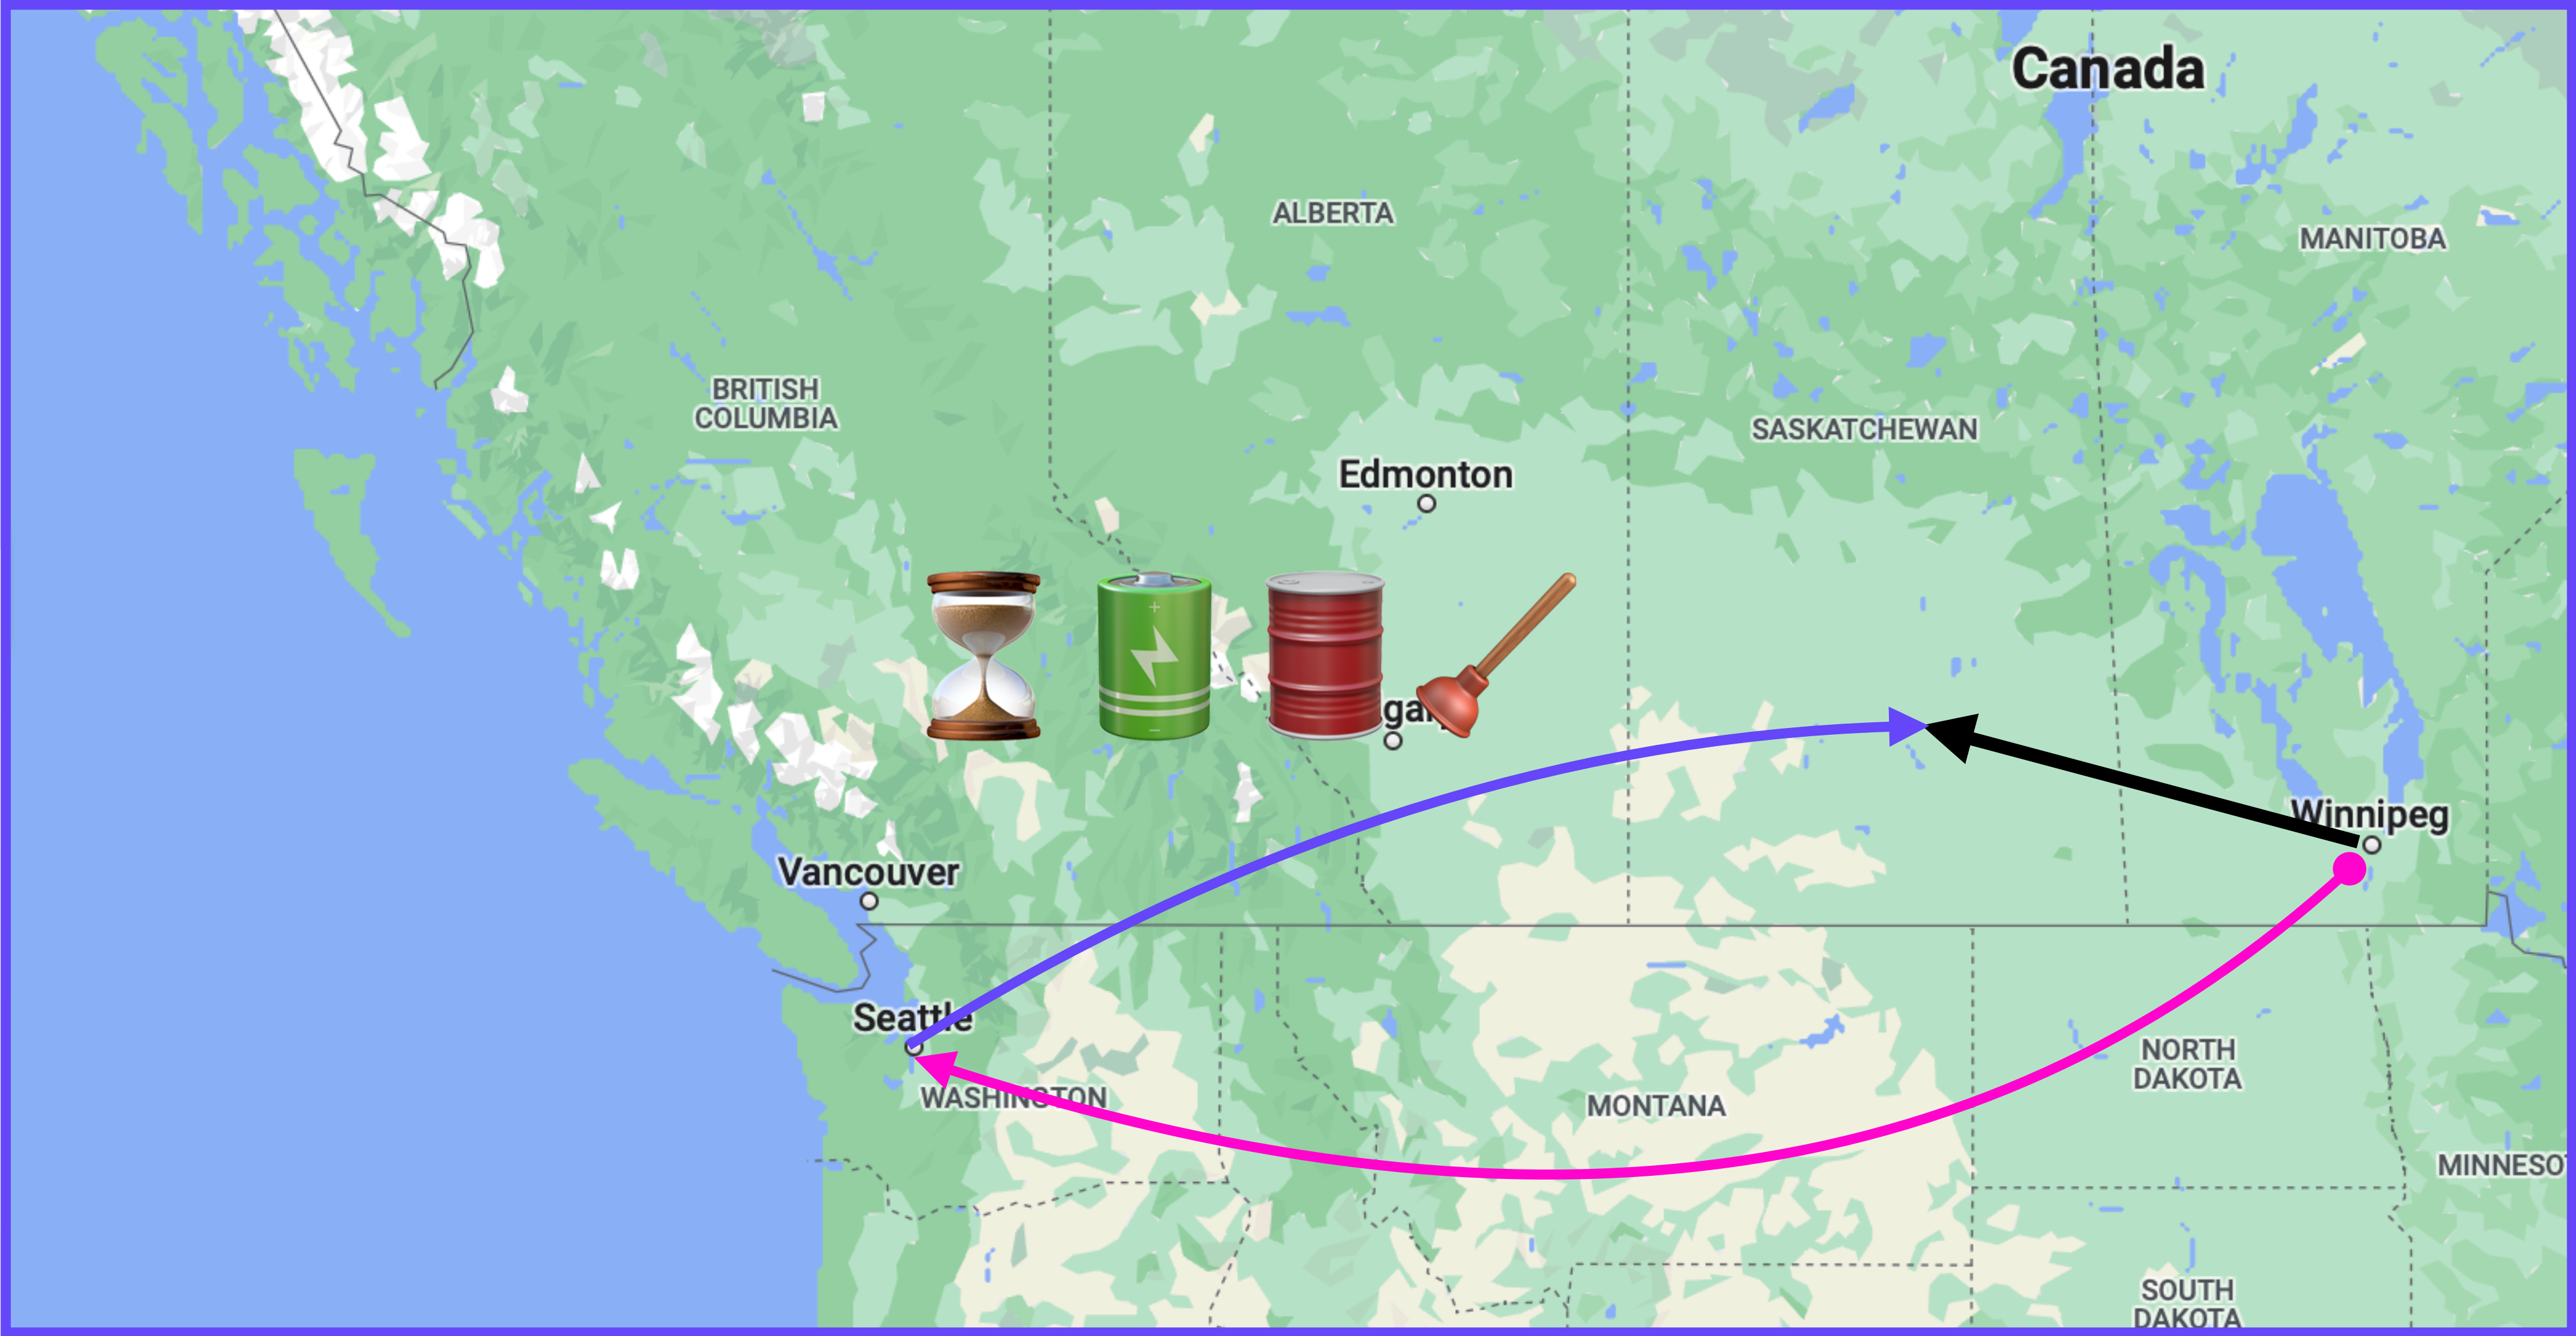 Canada
ALBERTA
MANITOBA
BRITISH
COLUMBIA
SASKATCHEWAN
Edmonton
Winnipeg
Vancouver
Seattle
WASHINGTON
NORTH
DAKOTA
MONTANA
MINNESO
SOUTH
DAKOTA